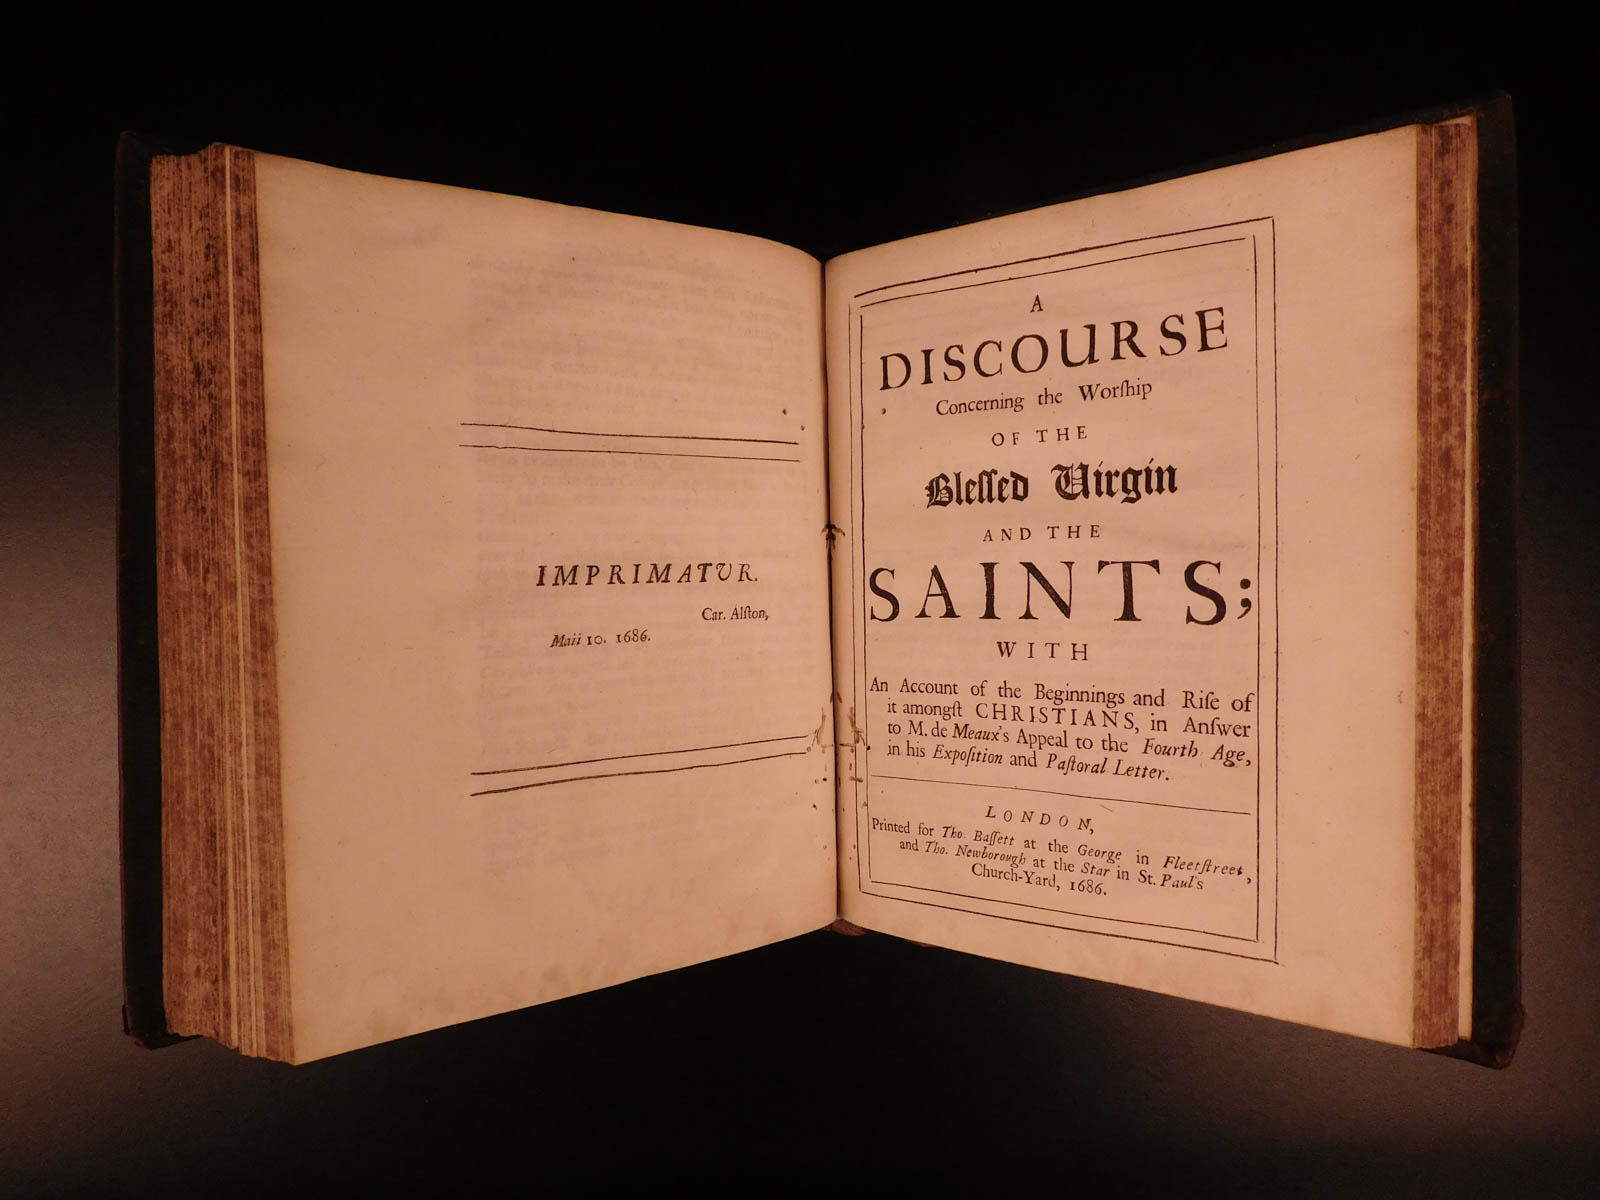 IMPRIMATUR.
Car. Alſton,
Maii 10. 1686.
A
DISCOURSE
Concerning the Worſhip
OF THE
Bleſſed Virgin
AND THE
SAINTS;
WITH
An Account of the Beginnings and Riſe of
it amongſt CHRISTIANS, in Anſwer
to M. de Meaux's Appeal to the Fourth Age,
in his Expoſition and Paſtoral Letter.
LONDON,
Printed for Tho. Baſſett at the George in Fleetſtreet,
and Tho. Newborough at the Star in St. Paul's
Church-Yard, 1686.